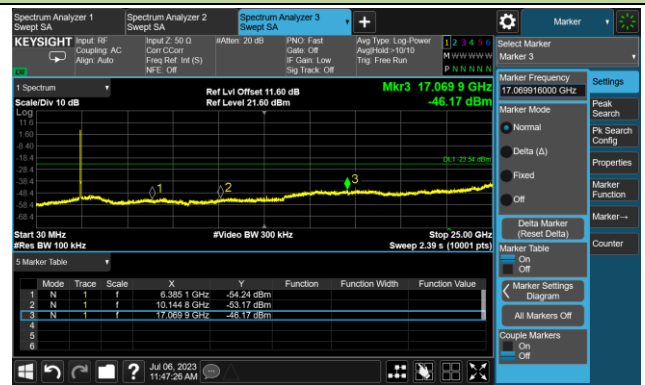 Spectrum Analyzer 1
Swept SA
Spectrum Analyzer 2
Swept SA
Spectrum Analyzer 3
Swept SA
Marker
KEYSIGHT
Input: RF
Coupling: AC
Align: Auto
Input Z: 50 Ω
Corr CCorr
Freq Ref: Int (S)
NFE: Off
#Atten: 20 dB
PNO: Fast
Gate: Off
IF Gain: Low
Sig Track: Off
Avg Type: Log-Power
Avg|Hold:>10/10
Trig: Free Run
1 2 3 4 5 6
M W W W W W
P N N N N N
LXI
Select Marker
Marker 3
1 Spectrum
Scale/Div 10 dB
Ref Lvl Offset 11.60 dB
Ref Level 21.60 dBm
Mkr3 17.069 9 GHz
-46.17 dBm
Log
11.6
1.60
-8.40
-18.4
-28.4
-38.4
-48.4
-58.4
-68.4
DL1 -23.54 dBm
1
2
3
Start 30 MHz
#Res BW 100 kHz
#Video BW 300 kHz
Stop 25.00 GHz
Sweep 2.39 s (10001 pts)
5 Marker Table
Mode Trace Scale X Y Function Function Width Function Value
1 N 1 f 6.385 1 GHz -54.24 dBm
2 N 1 f 10.144 8 GHz -53.17 dBm
3 N 1 f 17.069 9 GHz -46.17 dBm
4
5
6
Marker Frequency
17.069916000 GHz
Marker Mode
Normal
Delta (Δ)
Fixed
Off
Delta Marker
(Reset Delta)
Marker Table
On
Off
Marker Settings
Diagram
All Markers Off
Couple Markers
On
Off
Settings
Peak
Search
Pk Search
Config
Properties
Marker
Function
Marker→
Counter
?
Jul 06, 2023
11:47:26 AM